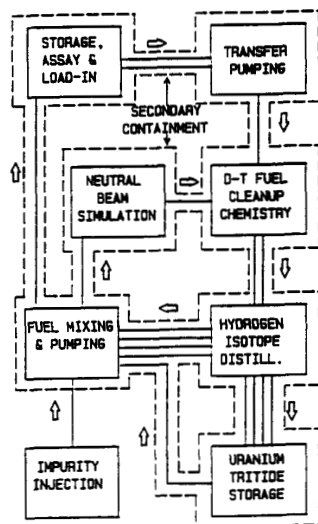 STORAGE,
ASSAY &
LOAD-IN
TRANSFER
PUMPING
SECONDARY
CONTAINMENT
NEUTRAL
BEAM
SIMULATION
D-T FUEL
CLEANUP
CHEMISTRY
FUEL MIXING
& PUMPING
HYDROGEN
ISOTOPE
DISTILL.
IMPURITY
INJECTION
URANIUM
TRITIDE
STORAGE